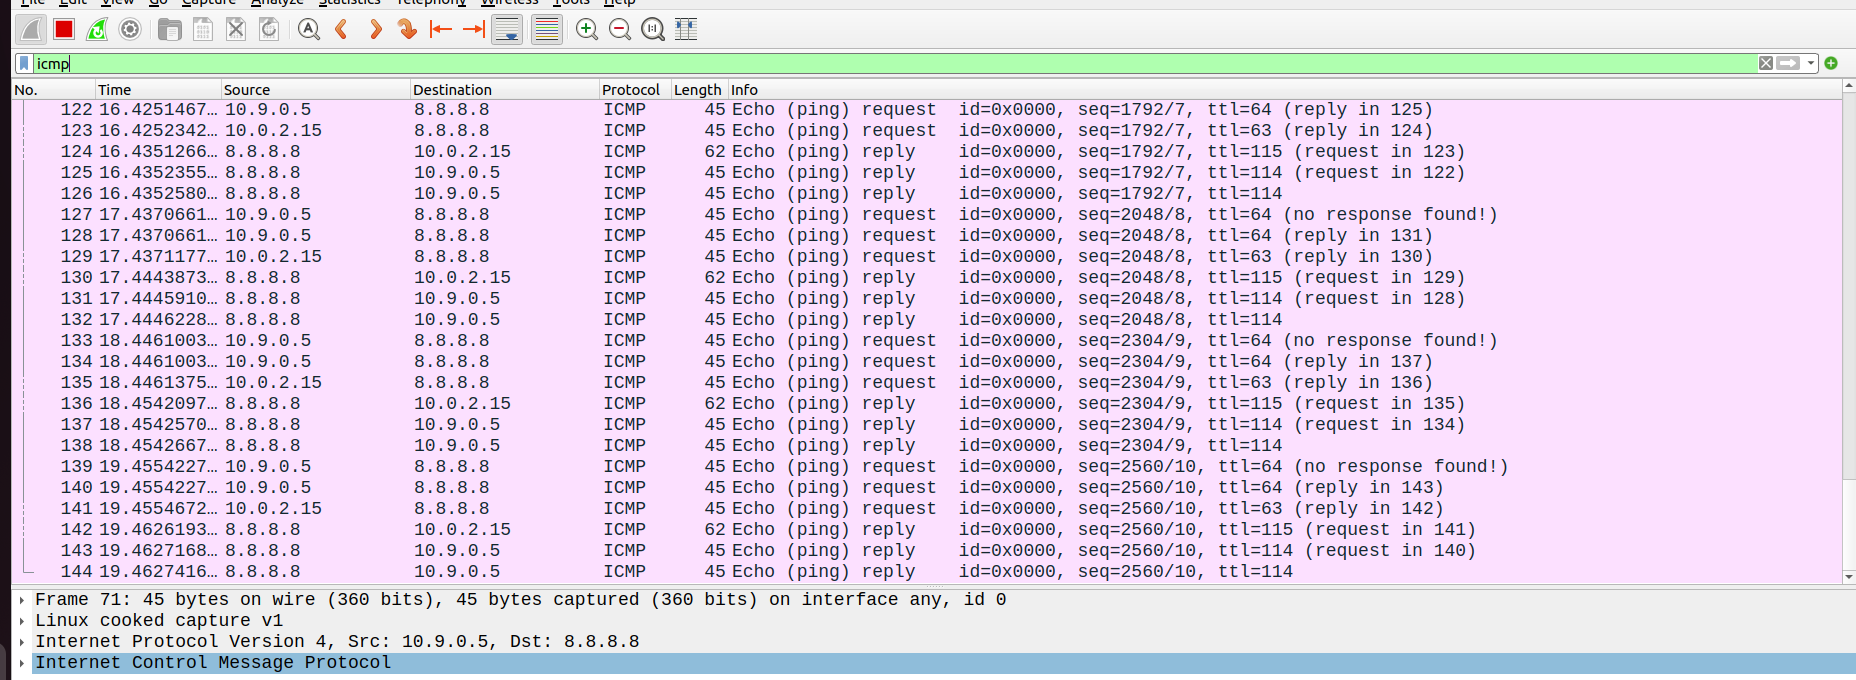 File Edit View Go Capture Analyze Statistics Telephony Wireless Tools Help
icmp
No. Time Source Destination Protocol Length Info
122 16.4251467… 10.9.0.5 8.8.8.8 ICMP 45 Echo (ping) request id=0x0000, seq=1792/7, ttl=64 (reply in 125)
123 16.4252342… 10.0.2.15 8.8.8.8 ICMP 45 Echo (ping) request id=0x0000, seq=1792/7, ttl=63 (reply in 124)
124 16.4351266… 8.8.8.8 10.0.2.15 ICMP 62 Echo (ping) reply id=0x0000, seq=1792/7, ttl=115 (request in 123)
125 16.4352355… 8.8.8.8 10.9.0.5 ICMP 45 Echo (ping) reply id=0x0000, seq=1792/7, ttl=114 (request in 122)
126 16.4352580… 8.8.8.8 10.9.0.5 ICMP 45 Echo (ping) reply id=0x0000, seq=1792/7, ttl=114
127 17.4370661… 10.9.0.5 8.8.8.8 ICMP 45 Echo (ping) request id=0x0000, seq=2048/8, ttl=64 (no response found!)
128 17.4370661… 10.9.0.5 8.8.8.8 ICMP 45 Echo (ping) request id=0x0000, seq=2048/8, ttl=64 (reply in 131)
129 17.4371177… 10.0.2.15 8.8.8.8 ICMP 45 Echo (ping) request id=0x0000, seq=2048/8, ttl=63 (reply in 130)
130 17.4443873… 8.8.8.8 10.0.2.15 ICMP 62 Echo (ping) reply id=0x0000, seq=2048/8, ttl=115 (request in 129)
131 17.4445910… 8.8.8.8 10.9.0.5 ICMP 45 Echo (ping) reply id=0x0000, seq=2048/8, ttl=114 (request in 128)
132 17.4446228… 8.8.8.8 10.9.0.5 ICMP 45 Echo (ping) reply id=0x0000, seq=2048/8, ttl=114
133 18.4461003… 10.9.0.5 8.8.8.8 ICMP 45 Echo (ping) request id=0x0000, seq=2304/9, ttl=64 (no response found!)
134 18.4461003… 10.9.0.5 8.8.8.8 ICMP 45 Echo (ping) request id=0x0000, seq=2304/9, ttl=64 (reply in 137)
135 18.4461375… 10.0.2.15 8.8.8.8 ICMP 45 Echo (ping) request id=0x0000, seq=2304/9, ttl=63 (reply in 136)
136 18.4542097… 8.8.8.8 10.0.2.15 ICMP 62 Echo (ping) reply id=0x0000, seq=2304/9, ttl=115 (request in 135)
137 18.4542570… 8.8.8.8 10.9.0.5 ICMP 45 Echo (ping) reply id=0x0000, seq=2304/9, ttl=114 (request in 134)
138 18.4542667… 8.8.8.8 10.9.0.5 ICMP 45 Echo (ping) reply id=0x0000, seq=2304/9, ttl=114
139 19.4554227… 10.9.0.5 8.8.8.8 ICMP 45 Echo (ping) request id=0x0000, seq=2560/10, ttl=64 (no response found!)
140 19.4554227… 10.9.0.5 8.8.8.8 ICMP 45 Echo (ping) request id=0x0000, seq=2560/10, ttl=64 (reply in 143)
141 19.4554672… 10.0.2.15 8.8.8.8 ICMP 45 Echo (ping) request id=0x0000, seq=2560/10, ttl=63 (reply in 142)
142 19.4626193… 8.8.8.8 10.0.2.15 ICMP 62 Echo (ping) reply id=0x0000, seq=2560/10, ttl=115 (request in 141)
143 19.4627168… 8.8.8.8 10.9.0.5 ICMP 45 Echo (ping) reply id=0x0000, seq=2560/10, ttl=114 (request in 140)
144 19.4627416… 8.8.8.8 10.9.0.5 ICMP 45 Echo (ping) reply id=0x0000, seq=2560/10, ttl=114
Frame 71: 45 bytes on wire (360 bits), 45 bytes captured (360 bits) on interface any, id 0
Linux cooked capture v1
Internet Protocol Version 4, Src: 10.9.0.5, Dst: 8.8.8.8
Internet Control Message Protocol